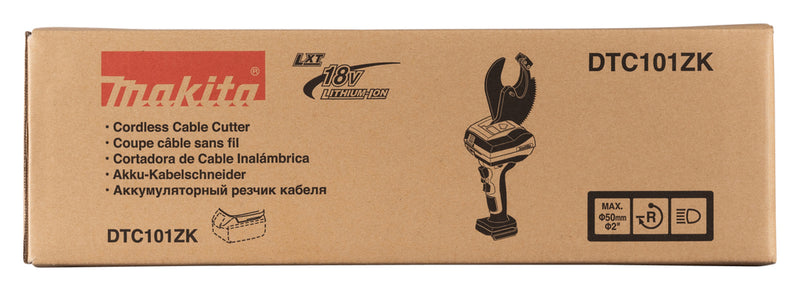 Makita®
LXT
18V
LITHIUM-ION
DTC101ZK
· Cordless Cable Cutter
· Coupe câble sans fil
· Cortadora de Cable Inalámbrica
· Akku-Kabelschneider
· Аккумуляторный резчик кабеля
DTC101ZK
MAX.
Φ50mm
Φ2"
R